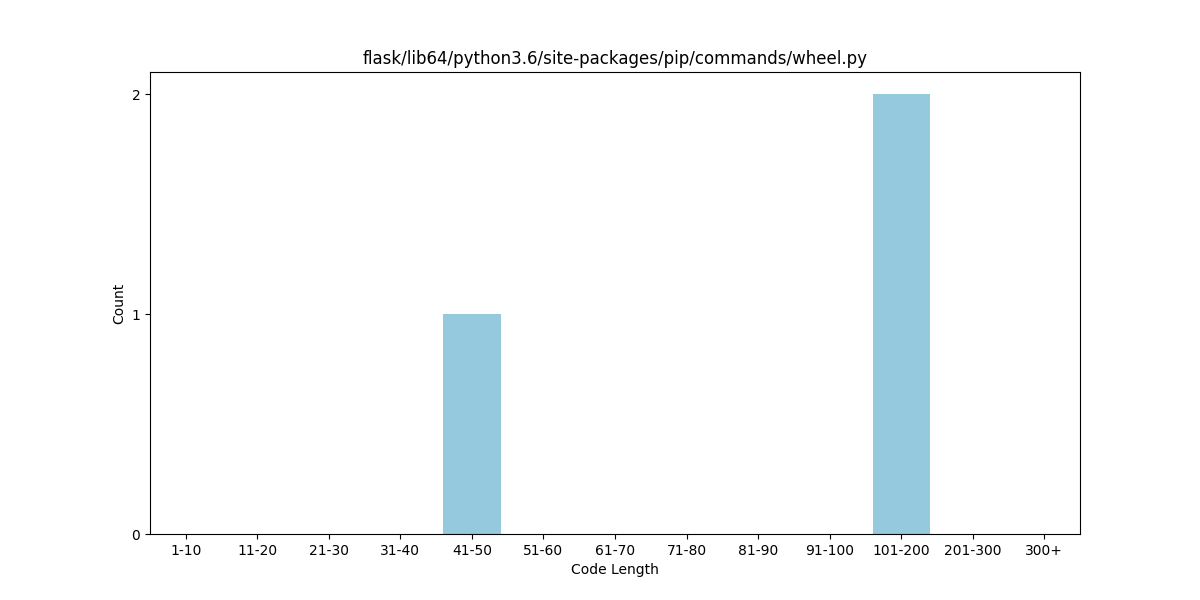 flask/lib64/python3.6/site-packages/pip/commands/wheel.py
2
1
0
Count
1-10 11-20 21-30 31-40 41-50 51-60 61-70 71-80 81-90 91-100 101-200 201-300 300+
Code Length